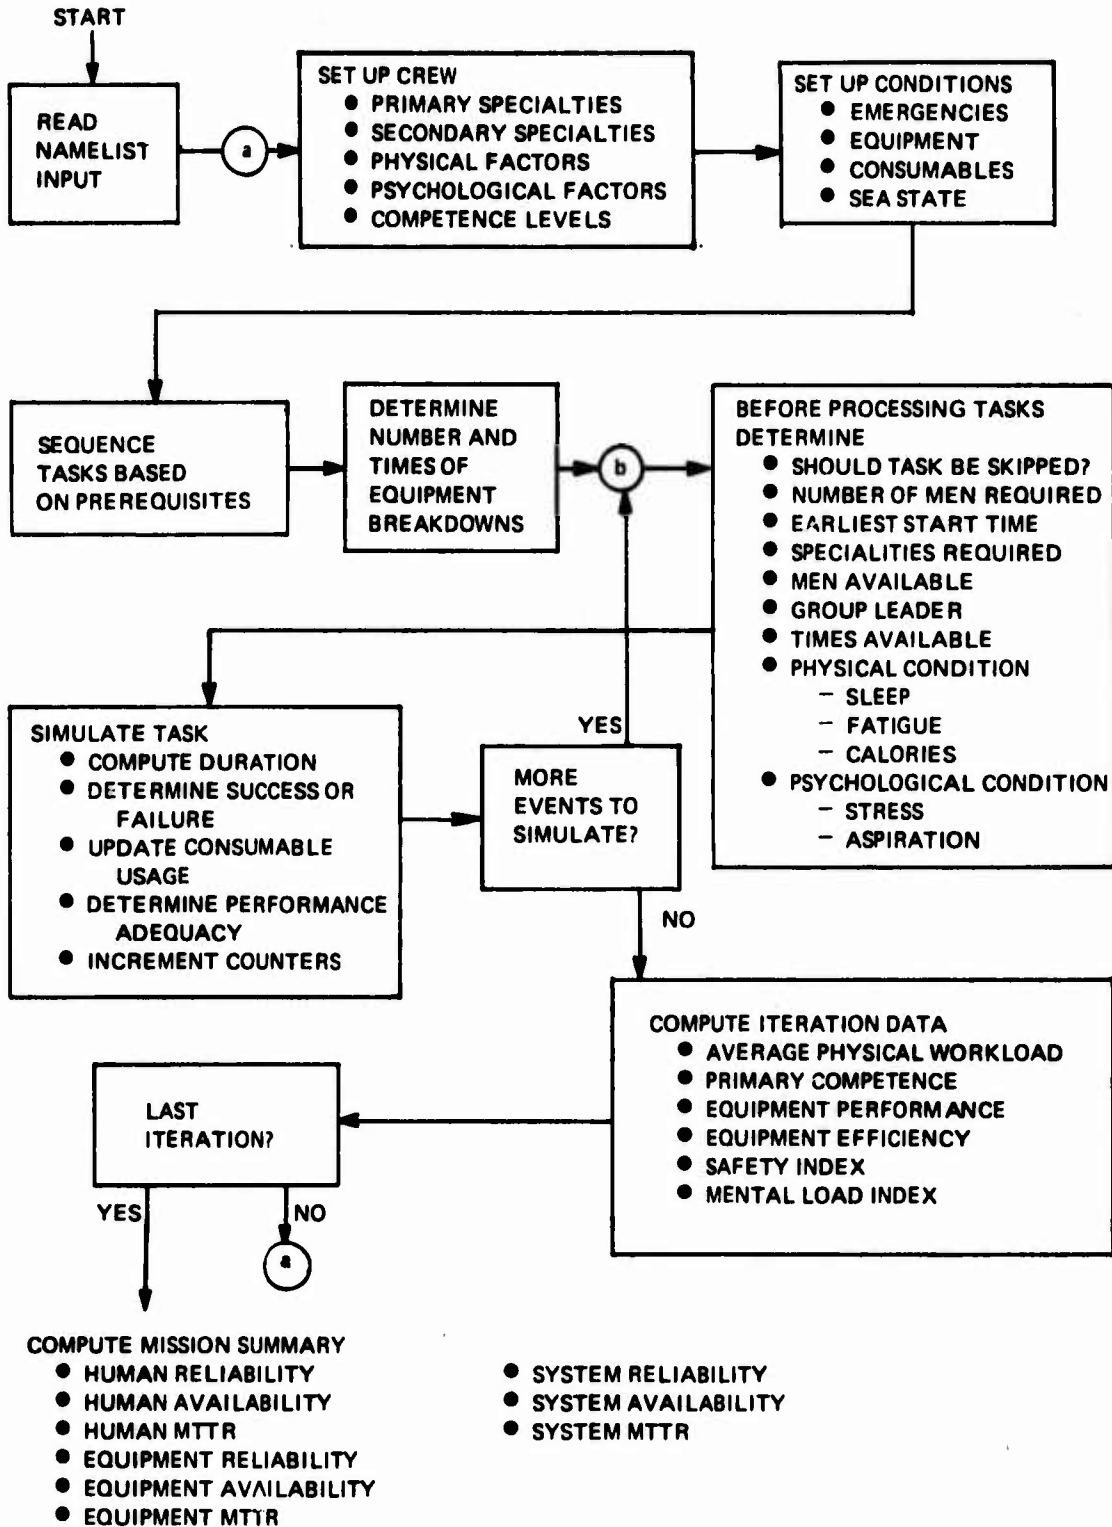 START
READ
NAMELIST
INPUT
a
SET UP CREW
● PRIMARY SPECIALTIES
● SECONDARY SPECIALTIES
● PHYSICAL FACTORS
● PSYCHOLOGICAL FACTORS
● COMPETENCE LEVELS
SET UP CONDITIONS
● EMERGENCIES
● EQUIPMENT
● CONSUMABLES
● SEA STATE
SEQUENCE
TASKS BASED
ON PREREQUISITES
DETERMINE
NUMBER AND
TIMES OF
EQUIPMENT
BREAKDOWNS
b
BEFORE PROCESSING TASKS
DETERMINE
● SHOULD TASK BE SKIPPED?
● NUMBER OF MEN REQUIRED
● EARLIEST START TIME
● SPECIALITIES REQUIRED
● MEN AVAILABLE
● GROUP LEADER
● TIMES AVAILABLE
● PHYSICAL CONDITION
– SLEEP
– FATIGUE
– CALORIES
● PSYCHOLOGICAL CONDITION
– STRESS
– ASPIRATION
SIMULATE TASK
● COMPUTE DURATION
● DETERMINE SUCCESS OR
FAILURE
● UPDATE CONSUMABLE
USAGE
● DETERMINE PERFORMANCE
ADEQUACY
● INCREMENT COUNTERS
YES
MORE
EVENTS TO
SIMULATE?
NO
COMPUTE ITERATION DATA
● AVERAGE PHYSICAL WORKLOAD
● PRIMARY COMPETENCE
● EQUIPMENT PERFORMANCE
● EQUIPMENT EFFICIENCY
● SAFETY INDEX
● MENTAL LOAD INDEX
LAST
ITERATION?
YES
NO
a
COMPUTE MISSION SUMMARY
● HUMAN RELIABILITY
● HUMAN AVAILABILITY
● HUMAN MTTR
● EQUIPMENT RELIABILITY
● EQUIPMENT AVAILABILITY
● EQUIPMENT MTTR
● SYSTEM RELIABILITY
● SYSTEM AVAILABILITY
● SYSTEM MTTR